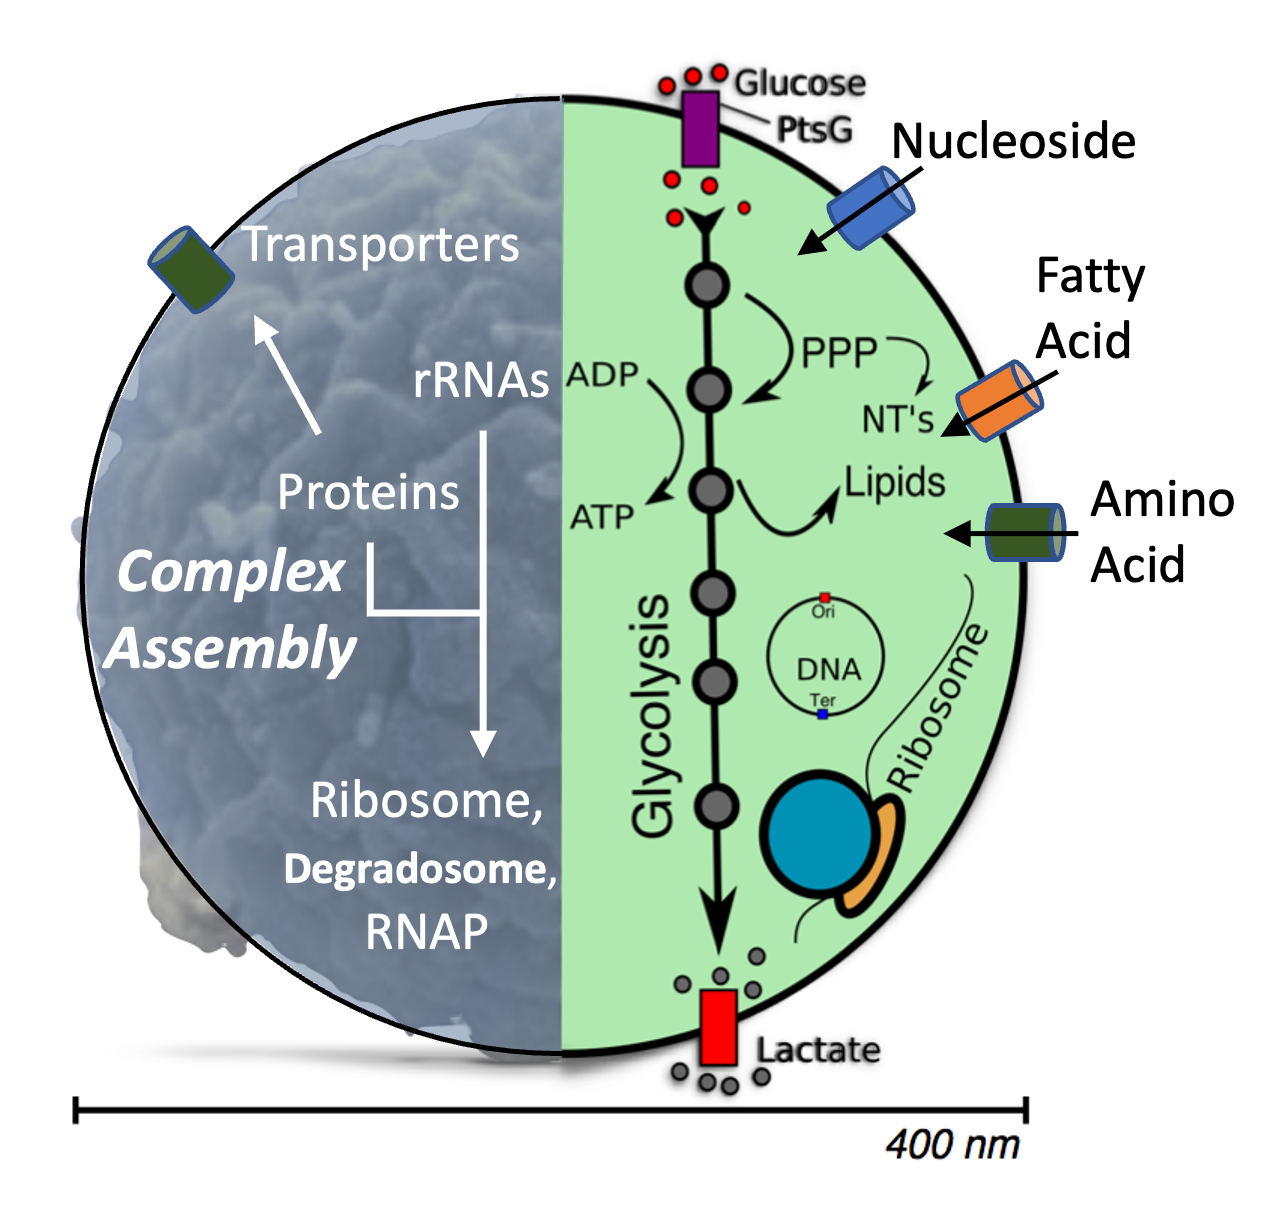 Glucose
PtsG
Nucleoside
Transporters
Fatty
Acid
rRNAs
ADP
PPP
NT's
Proteins
ATP
Lipids
Amino
Acid
Complex
Assembly
Ori
DNA
Ter
Glycolysis
Ribosome
Ribosome,
Degradosome,
RNAP
Lactate
400 nm